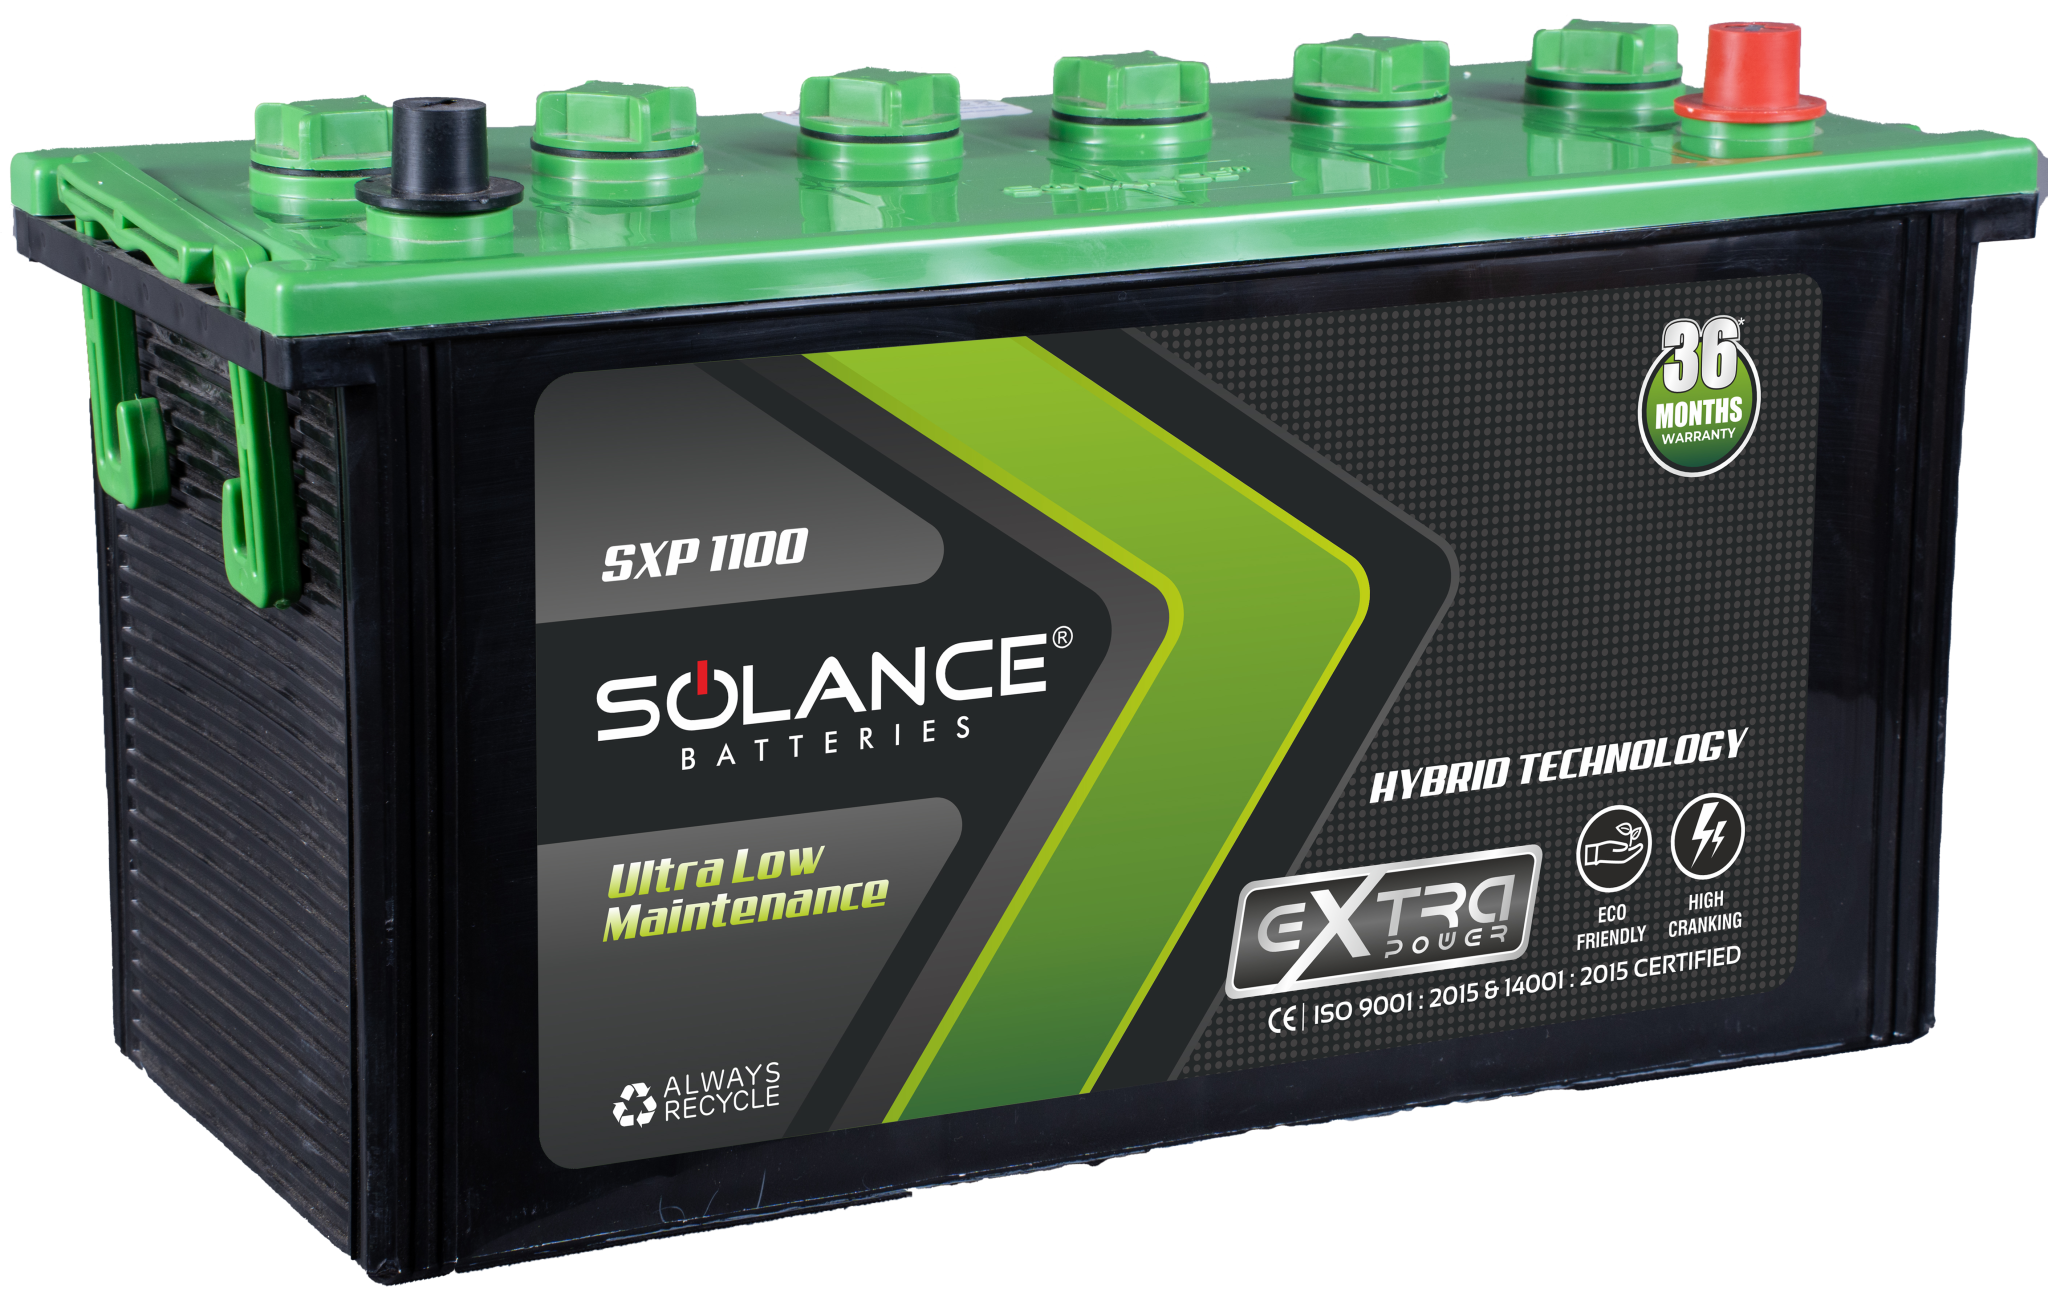 36*
MONTHS
WARRANTY
SXP 1100
SOLANCE®
BATTERIES
Ultra Low
Maintenance
ALWAYS
RECYCLE
HYBRID TECHNOLOGY
EXTRA
POWER
ECO
FRIENDLY
HIGH
CRANKING
CE | ISO 9001 : 2015 & 14001 : 2015 CERTIFIED